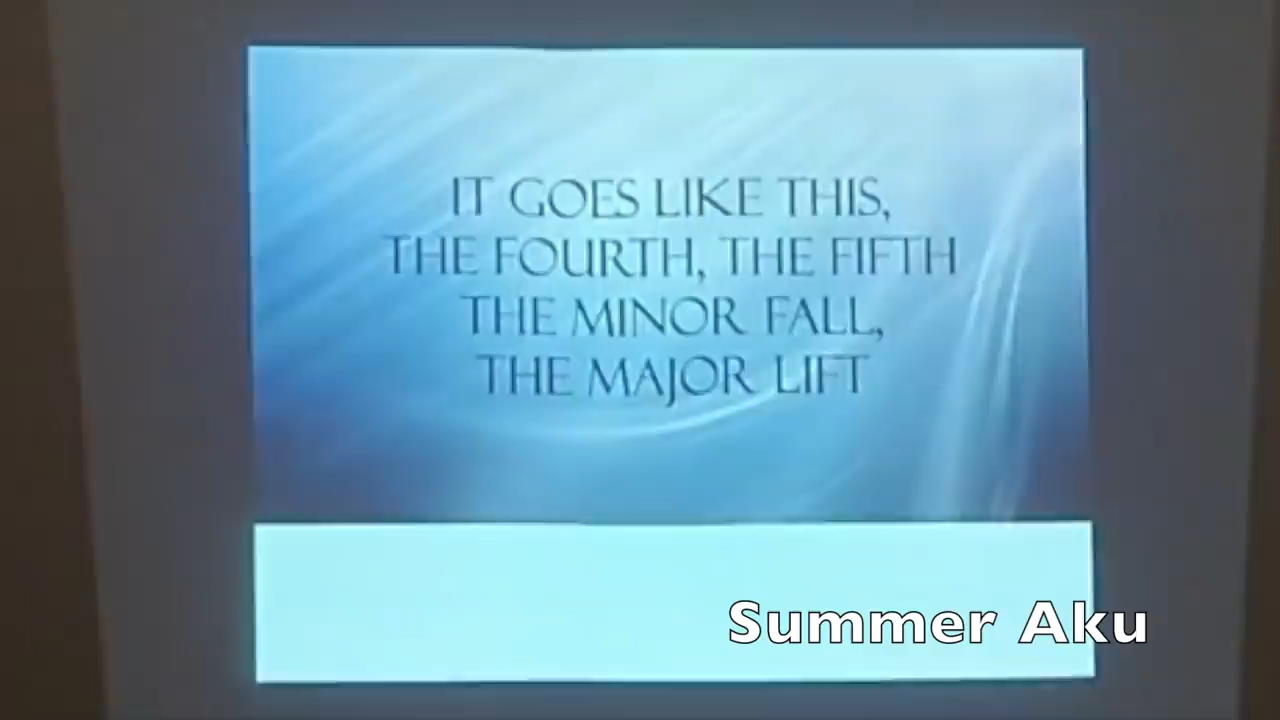 IT GOES LIKE THIS,
THE FOURTH, THE FIFTH
THE MINOR FALL,
THE MAJOR LIFT
Summer Aku